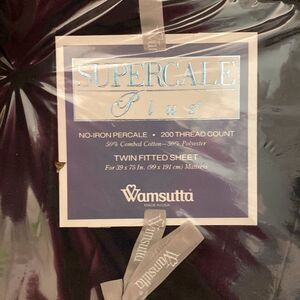 SUPERCALE
Plus
NO-IRON PERCALE • 200 THREAD COUNT
50% Combed Cotton—50% Polyester
TWIN FITTED SHEET
For 39 x 75 In. (99 x 191 cm) Mattress
Wamsutta
MADE IN USA
Wamsutta